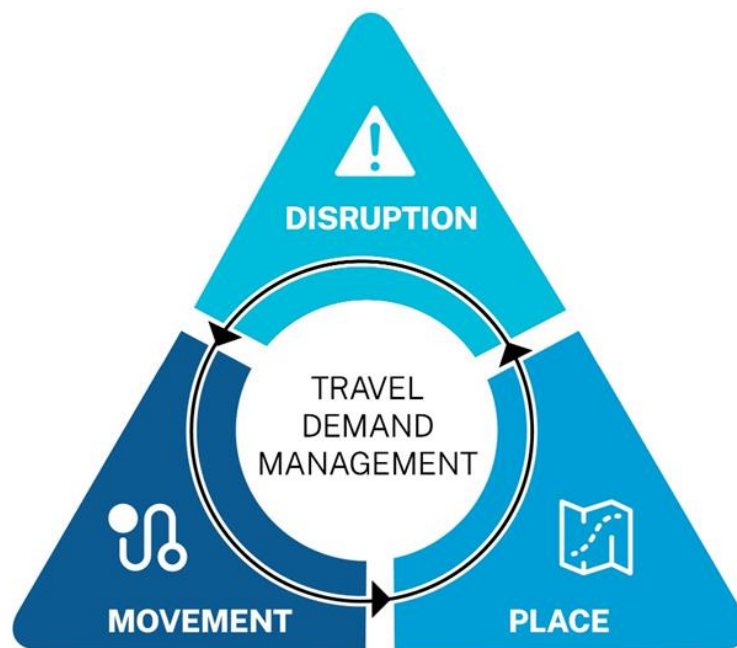 DISRUPTION
TRAVEL
DEMAND
MANAGEMENT
MOVEMENT
PLACE